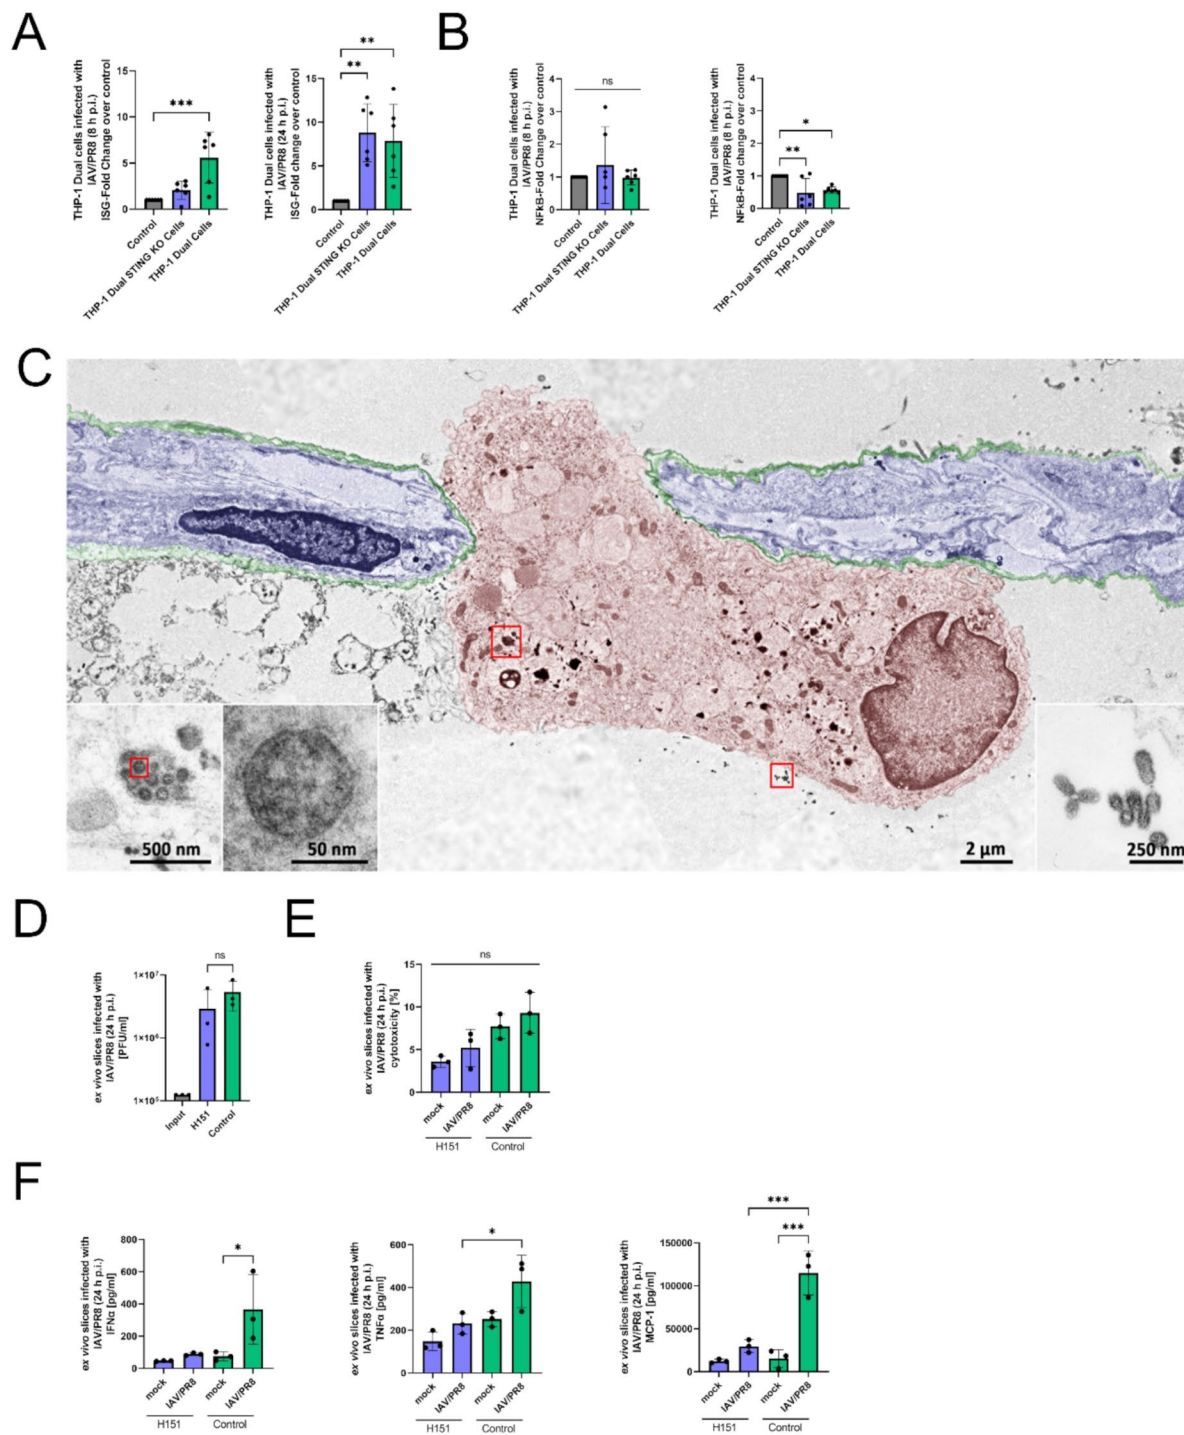 A
THP-1 Dual cells infected with
IAV/PR8 (8 h p.i.)
ISG-Fold Change over control
15
10
5
0
***
Control
THP-1 Dual STING KO Cells
THP-1 Dual Cells
THP-1 Dual cells infected with
IAV/PR8 (24 h p.i.)
ISG-Fold Change over control
15
10
5
0
**
**
Control
THP-1 Dual STING KO Cells
THP-1 Dual Cells
B
THP-1 Dual cells infected with
IAV/PR8 (8 h p.i.)
NFkB-Fold Change over control
4
3
2
1
0
ns
Control
THP-1 Dual STING KO Cells
THP-1 Dual Cells
THP-1 Dual cells infected with
IAV/PR8 (8 h p.i.)
NFkB-Fold Change over control
4
3
2
1
0
*
**
Control
THP-1 Dual STING KO Cells
THP-1 Dual Cells
C
500 nm
50 nm
2 µm
250 nm
D
ex vivo slices infected with
IAV/PR8 (24 h p.i.)
[PFU/ml]
1×10⁷
1×10⁶
1×10⁵
ns
Input
H151
Control
E
ex vivo slices infected with
IAV/PR8 (24 h p.i.)
cytotoxicity [%]
15
10
5
0
ns
mock
IAV/PR8
mock
IAV/PR8
H151
Control
F
ex vivo slices infected with
IAV/PR8 (24 h p.i.)
IFNα [pg/ml]
800
600
400
200
0
*
mock
IAV/PR8
mock
IAV/PR8
H151
Control
ex vivo slices infected with
IAV/PR8 (24 h p.i.)
TNFα [pg/ml]
600
400
200
0
*
mock
IAV/PR8
mock
IAV/PR8
H151
Control
ex vivo slices infected with
IAV/PR8 (24 h p.i.)
MCP-1 [pg/ml]
150000
100000
50000
0
***
***
mock
IAV/PR8
mock
IAV/PR8
H151
Control